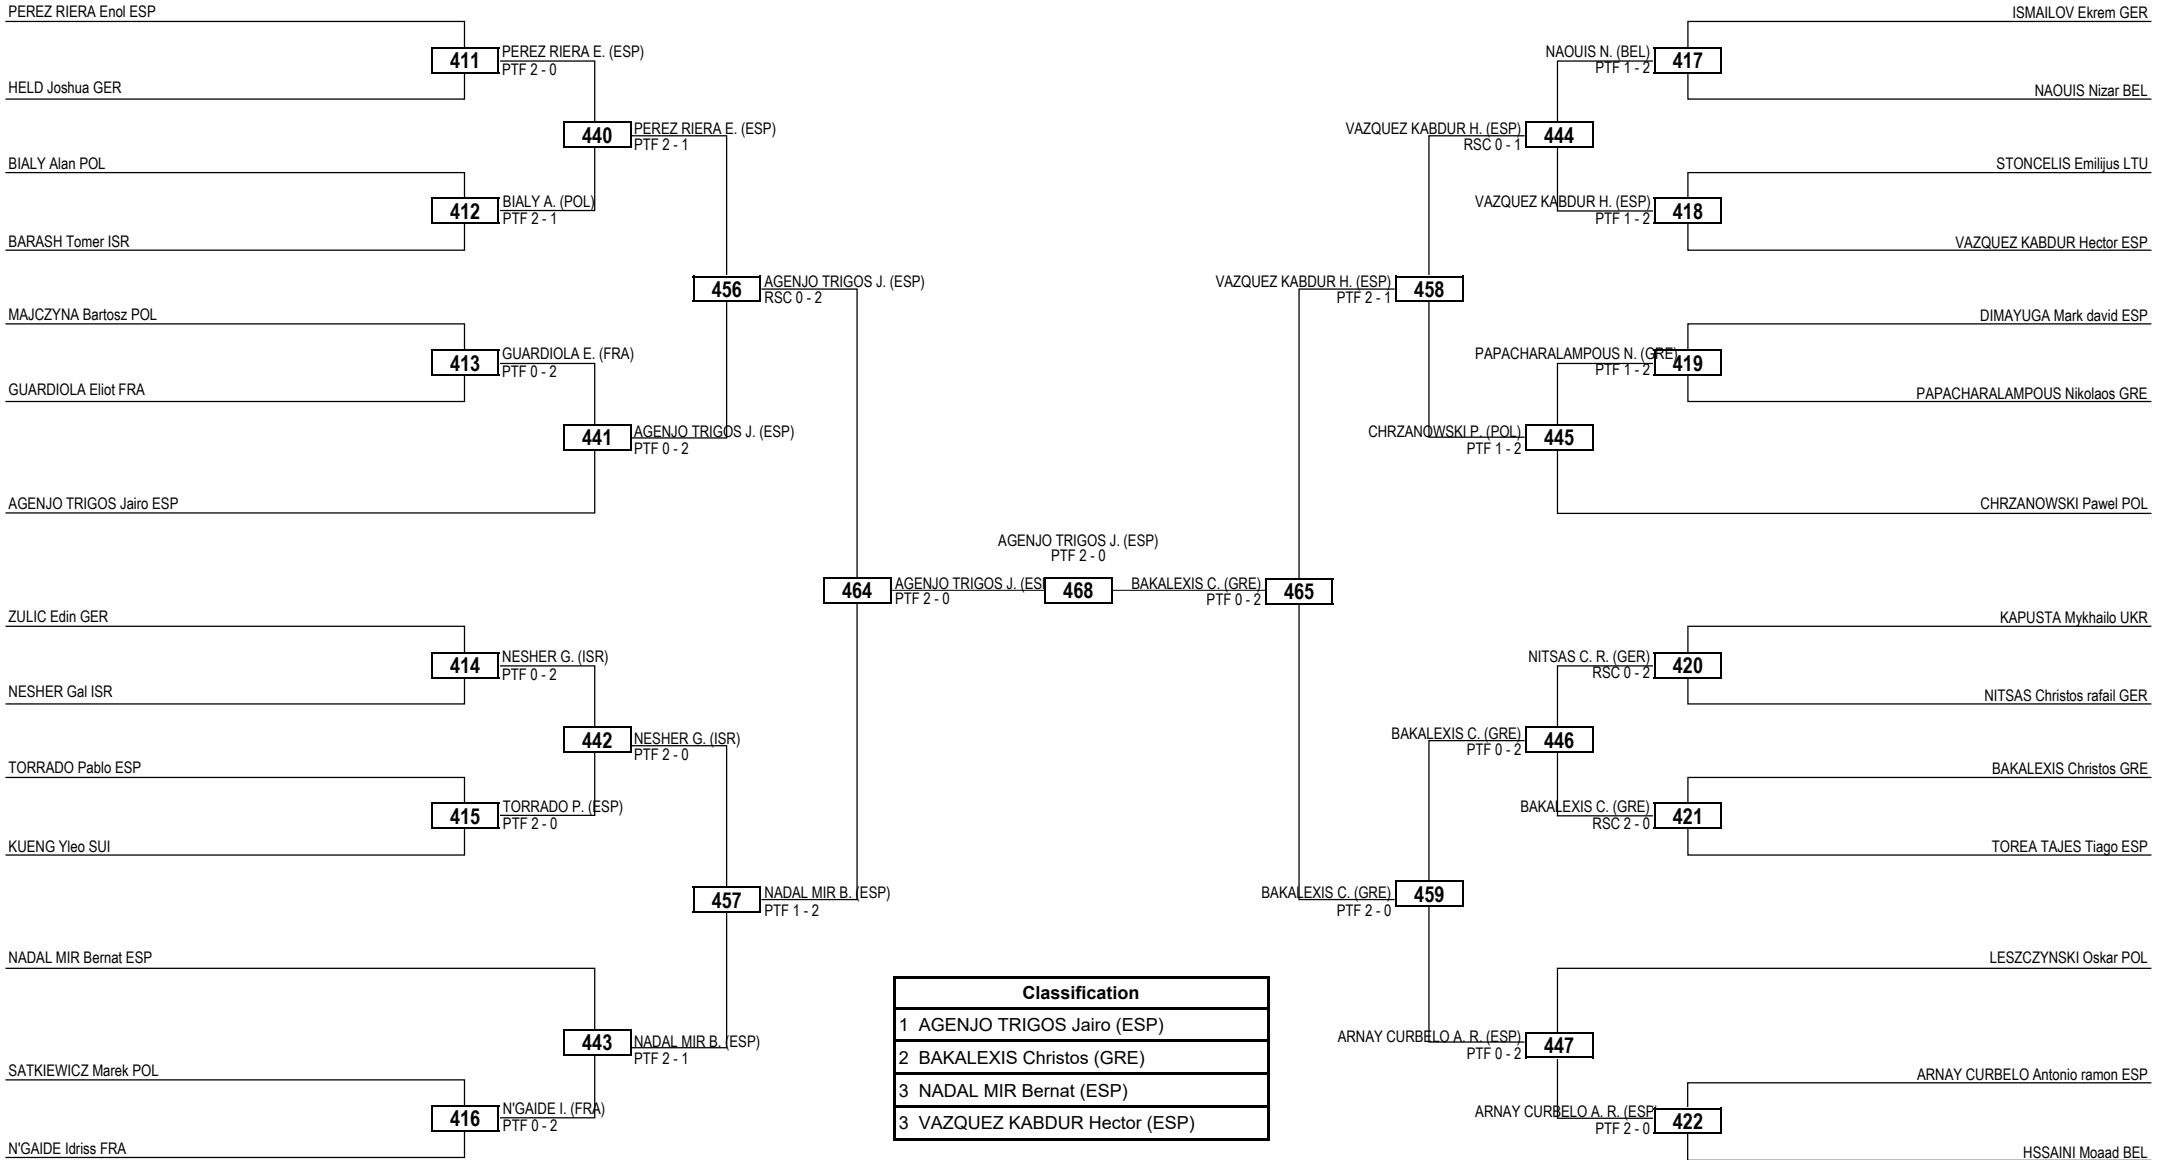 PEREZ RIERA Enol ESP
411
PEREZ RIERA E. (ESP)
PTF 2 - 0
HELD Joshua GER
440
PEREZ RIERA E. (ESP)
PTF 2 - 1
BIALY Alan POL
412
BIALY A. (POL)
PTF 2 - 1
BARASH Tomer ISR
456
AGENJO TRIGOS J. (ESP)
RSC 0 - 2
MAJCZYNA Bartosz POL
413
GUARDIOLA E. (FRA)
PTF 0 - 2
GUARDIOLA Eliot FRA
441
AGENJO TRIGOS J. (ESP)
PTF 0 - 2
AGENJO TRIGOS Jairo ESP
464
AGENJO TRIGOS J. (ES
PTF 2 - 0
ZULIC Edin GER
414
NESHER G. (ISR)
PTF 0 - 2
NESHER Gal ISR
442
NESHER G. (ISR)
PTF 2 - 0
TORRADO Pablo ESP
415
TORRADO P. (ESP)
PTF 2 - 0
KUENG Yleo SUI
457
NADAL MIR B. (ESP)
PTF 1 - 2
NADAL MIR Bernat ESP
443
NADAL MIR B. (ESP)
PTF 2 - 1
SATKIEWICZ Marek POL
416
N'GAIDE I. (FRA)
PTF 0 - 2
N'GAIDE Idriss FRA
AGENJO TRIGOS J. (ESP)
PTF 2 - 0
468
ISMAILOV Ekrem GER
NAOUIS N. (BEL)
PTF 1 - 2
417
NAOUIS Nizar BEL
VAZQUEZ KABDUR H. (ESP)
RSC 0 - 1
444
STONCELIS Emilijus LTU
VAZQUEZ KABDUR H. (ESP)
PTF 1 - 2
418
VAZQUEZ KABDUR Hector ESP
VAZQUEZ KABDUR H. (ESP)
PTF 2 - 1
458
DIMAYUGA Mark david ESP
PAPACHARALAMPOUS N. (GRE)
PTF 1 - 2
419
PAPACHARALAMPOUS Nikolaos GRE
CHRZANOWSKI P. (POL)
PTF 1 - 2
445
CHRZANOWSKI Pawel POL
BAKALEXIS C. (GRE)
PTF 0 - 2
465
KAPUSTA Mykhailo UKR
NITSAS C. R. (GER)
RSC 0 - 2
420
NITSAS Christos rafail GER
BAKALEXIS C. (GRE)
PTF 0 - 2
446
BAKALEXIS Christos GRE
BAKALEXIS C. (GRE)
RSC 2 - 0
421
TOREA TAJES Tiago ESP
BAKALEXIS C. (GRE)
PTF 2 - 0
459
LESZCZYNSKI Oskar POL
ARNAY CURBELO A. R. (ESP)
PTF 0 - 2
447
ARNAY CURBELO Antonio ramon ESP
ARNAY CURBELO A. R. (ESP
PTF 2 - 0
422
HSSAINI Moaad BEL
Classification
1 AGENJO TRIGOS Jairo (ESP)
2 BAKALEXIS Christos (GRE)
3 NADAL MIR Bernat (ESP)
3 VAZQUEZ KABDUR Hector (ESP)